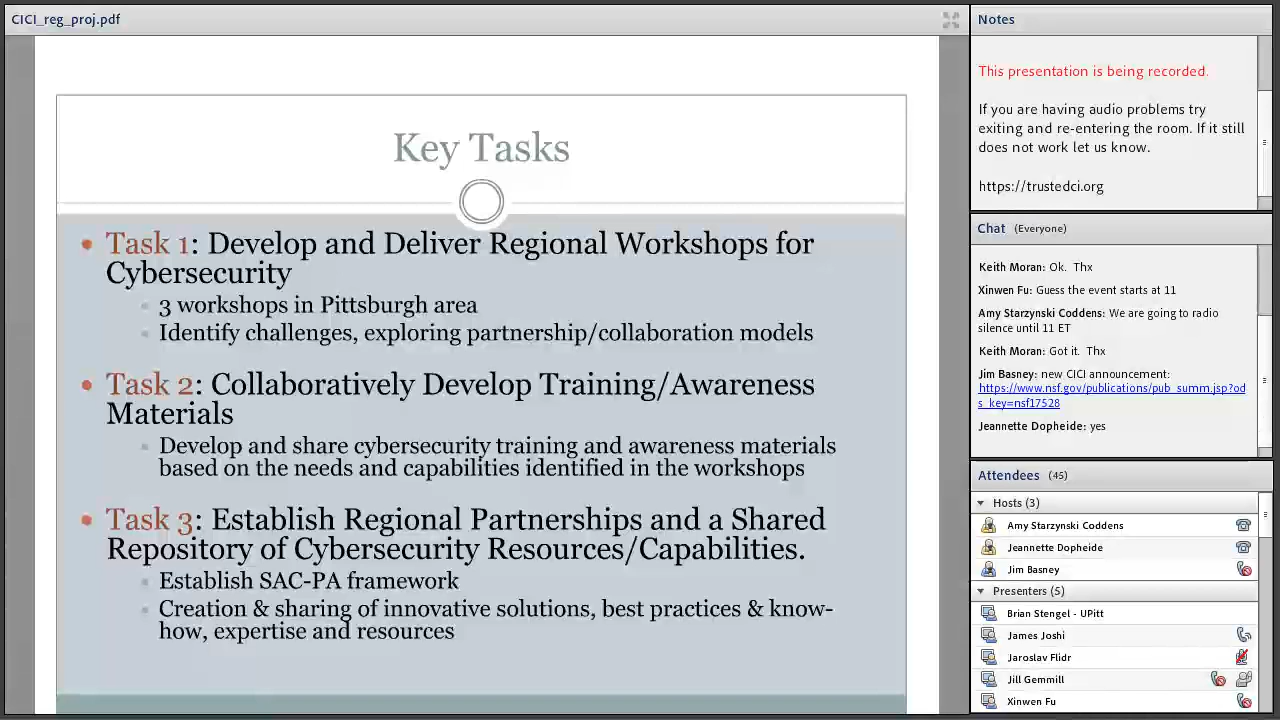 CICI_reg_proj.pdf
Key Tasks
• Task 1: Develop and Deliver Regional Workshops for
Cybersecurity
3 workshops in Pittsburgh area
Identify challenges, exploring partnership/collaboration models
• Task 2: Collaboratively Develop Training/Awareness
Materials
Develop and share cybersecurity training and awareness materials
based on the needs and capabilities identified in the workshops
• Task 3: Establish Regional Partnerships and a Shared
Repository of Cybersecurity Resources/Capabilities.
Establish SAC-PA framework
Creation & sharing of innovative solutions, best practices & know-
how, expertise and resources
Notes
This presentation is being recorded.
If you are having audio problems try
exiting and re-entering the room. If it still
does not work let us know.
https://trustedci.org
Chat (Everyone)
Keith Moran: Ok. Thx
Xinwen Fu: Guess the event starts at 11
Amy Starzynski Coddens: We are going to radio
silence until 11 ET
Keith Moran: Got it. Thx
Jim Basney: new CICI announcement:
https://www.nsf.gov/publications/pub_summ.jsp?od
s_key=nsf17528
Jeannette Dopheide: yes
Attendees (45)
Hosts (3)
Amy Starzynski Coddens
Jeannette Dopheide
Jim Basney
Presenters (5)
Brian Stengel - UPitt
James Joshi
Jaroslav Flidr
Jill Gemmill
Xinwen Fu